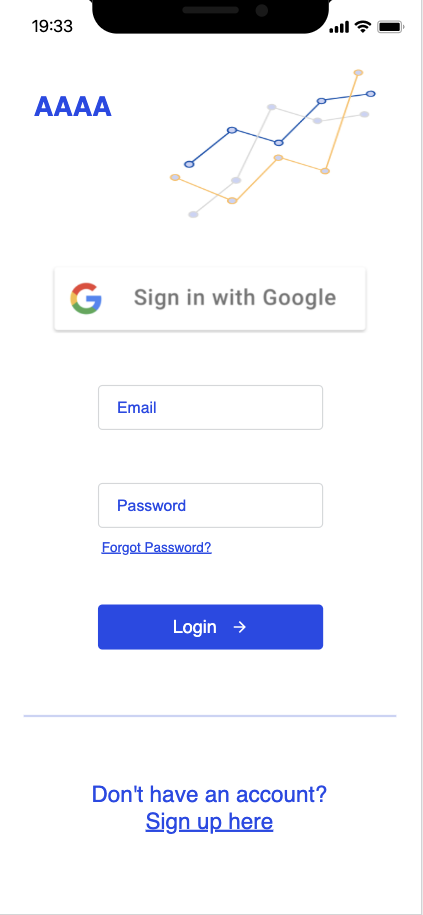 19:33
AAAA
Sign in with Google
Email
Password
Forgot Password?
Login
Don't have an account?
Sign up here